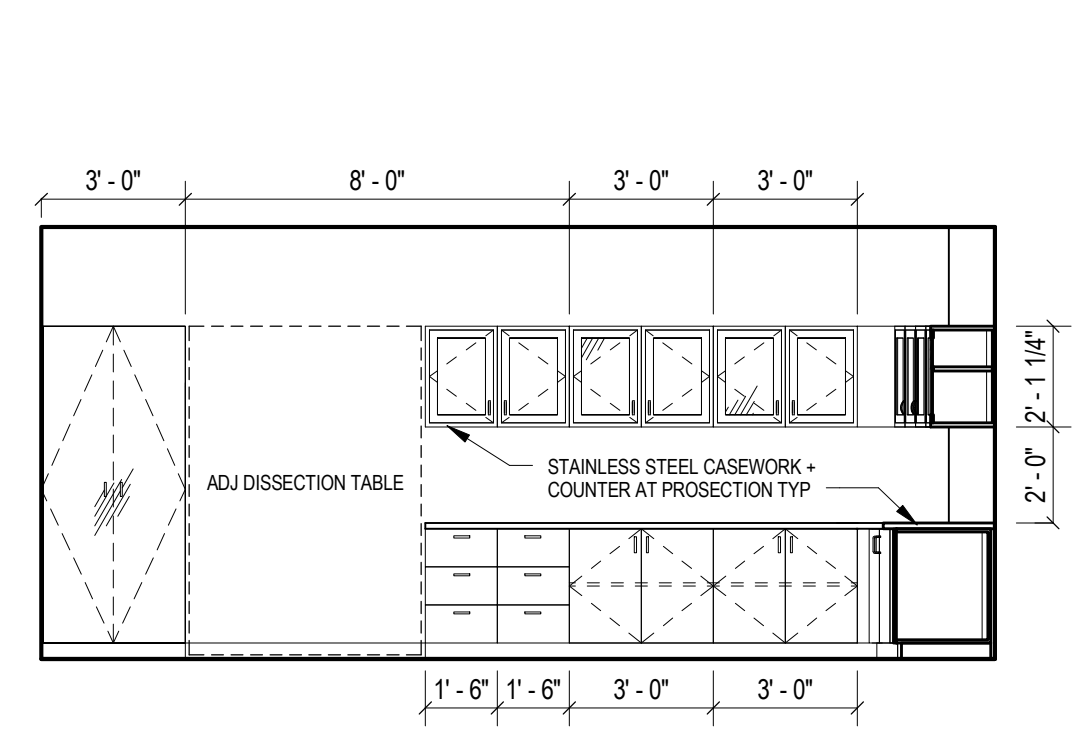 3' - 0"
8' - 0"
3' - 0"
3' - 0"
2' - 1 1/4"
2' - 0"
ADJ DISSECTION TABLE
STAINLESS STEEL CASEWORK +
COUNTER AT PROSECTION TYP
1' - 6"
1' - 6"
3' - 0"
3' - 0"